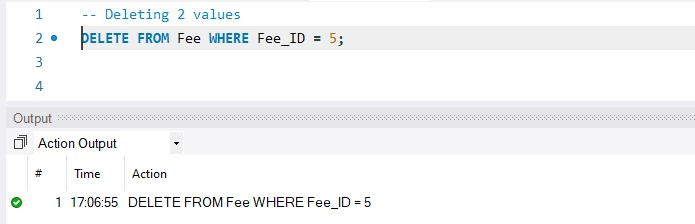 1 -- Deleting 2 values
2 DELETE FROM Fee WHERE Fee_ID = 5;
3
4
Output
Action Output
# Time Action
1 17:06:55 DELETE FROM Fee WHERE Fee_ID = 5